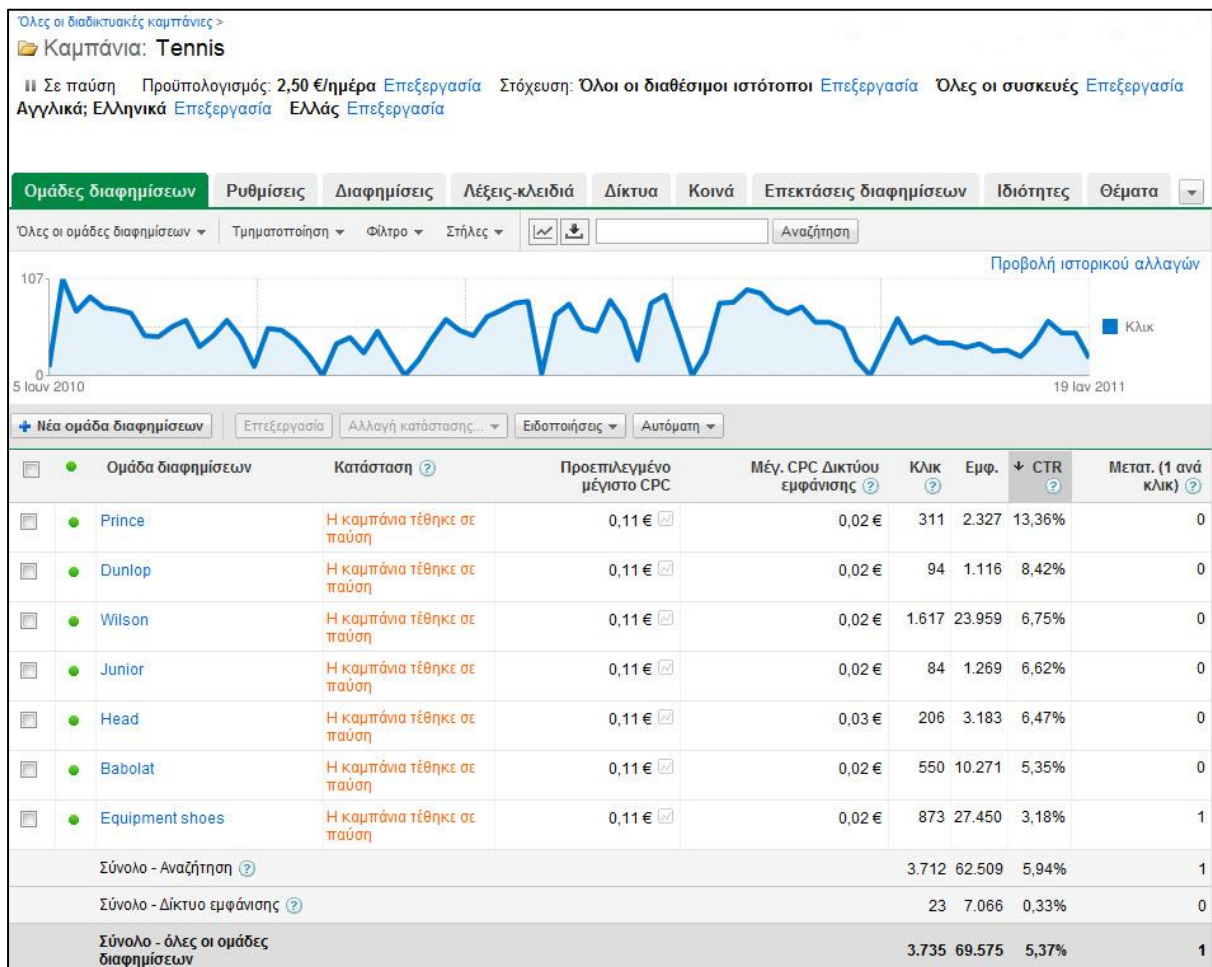 Όλες οι διαδικτυακές καμπάνιες >
Καμπάνια: Tennis
Σε παύση Προϋπολογισμός: 2,50 €/ημέρα Επεξεργασία Στόχευση: Όλοι οι διαθέσιμοι ιστότοποι Επεξεργασία Όλες οι συσκευές Επεξεργασία
Αγγλικά; Ελληνικά Επεξεργασία Ελλάς Επεξεργασία
Ομάδες διαφημίσεων Ρυθμίσεις Διαφημίσεις Λέξεις-κλειδιά Δίκτυα Κοινά Επεκτάσεις διαφημίσεων Ιδιότητες Θέματα
Όλες οι ομάδες διαφημίσεων Τμηματοποίηση Φίλτρο Στήλες Αναζήτηση
Προβολή ιστορικού αλλαγών
107
Κλικ
0
5 Ιουν 2010 19 Ιαν 2011
Νέα ομάδα διαφημίσεων Επεξεργασία Αλλαγή κατάστασης... Ειδοποιήσεις Αυτόματη
Ομάδα διαφημίσεων Κατάσταση ? Προεπιλεγμένο Μέγ. CPC Δικτύου Κλικ Εμφ. CTR Μετατ. (1 ανά
μέγιστο CPC εμφάνισης ? ? ? κλικ) ?
Prince Η καμπάνια τέθηκε σε 0,11 € 0,02 € 311 2.327 13,36% 0
παύση
Dunlop Η καμπάνια τέθηκε σε 0,11 € 0,02 € 94 1.116 8,42% 0
παύση
Wilson Η καμπάνια τέθηκε σε 0,11 € 0,02 € 1.617 23.959 6,75% 0
παύση
Junior Η καμπάνια τέθηκε σε 0,11 € 0,02 € 84 1.269 6,62% 0
παύση
Head Η καμπάνια τέθηκε σε 0,11 € 0,03 € 206 3.183 6,47% 0
παύση
Babolat Η καμπάνια τέθηκε σε 0,11 € 0,02 € 550 10.271 5,35% 0
παύση
Equipment shoes Η καμπάνια τέθηκε σε 0,11 € 0,02 € 873 27.450 3,18% 1
παύση
Σύνολο - Αναζήτηση ? 3.712 62.509 5,94% 1
Σύνολο - Δίκτυο εμφάνισης ? 23 7.066 0,33% 0
Σύνολο - όλες οι ομάδες 3.735 69.575 5,37% 1
διαφημίσεων